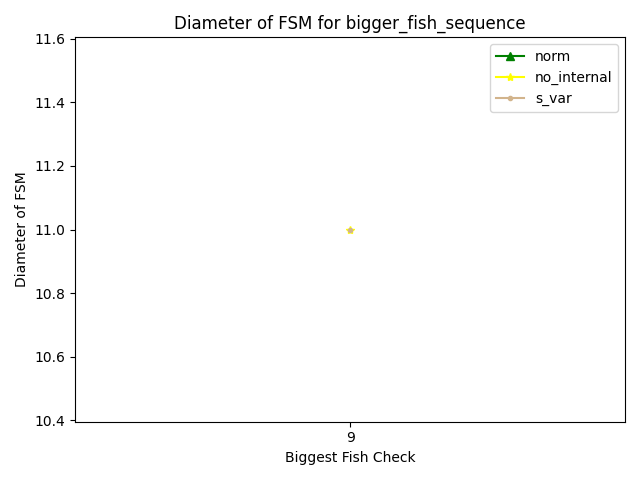 Diameter of FSM for bigger_fish_sequence
norm
no_internal
s_var
11.6
11.4
11.2
11.0
10.8
10.6
10.4
Diameter of FSM
9
Biggest Fish Check